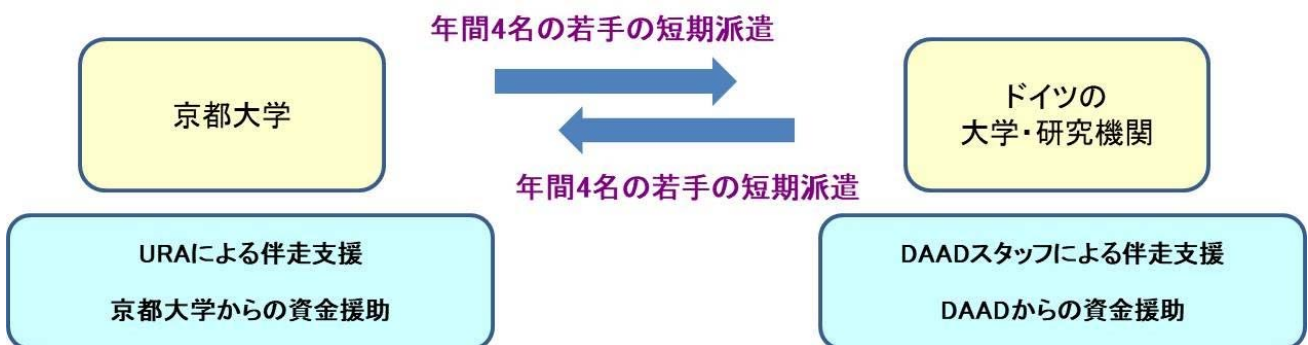 年間4名の若手の短期派遣
京都大学
ドイツの
大学・研究機関
年間4名の若手の短期派遣
URAによる伴走支援
京都大学からの資金援助
DAADスタッフによる伴走支援
DAADからの資金援助